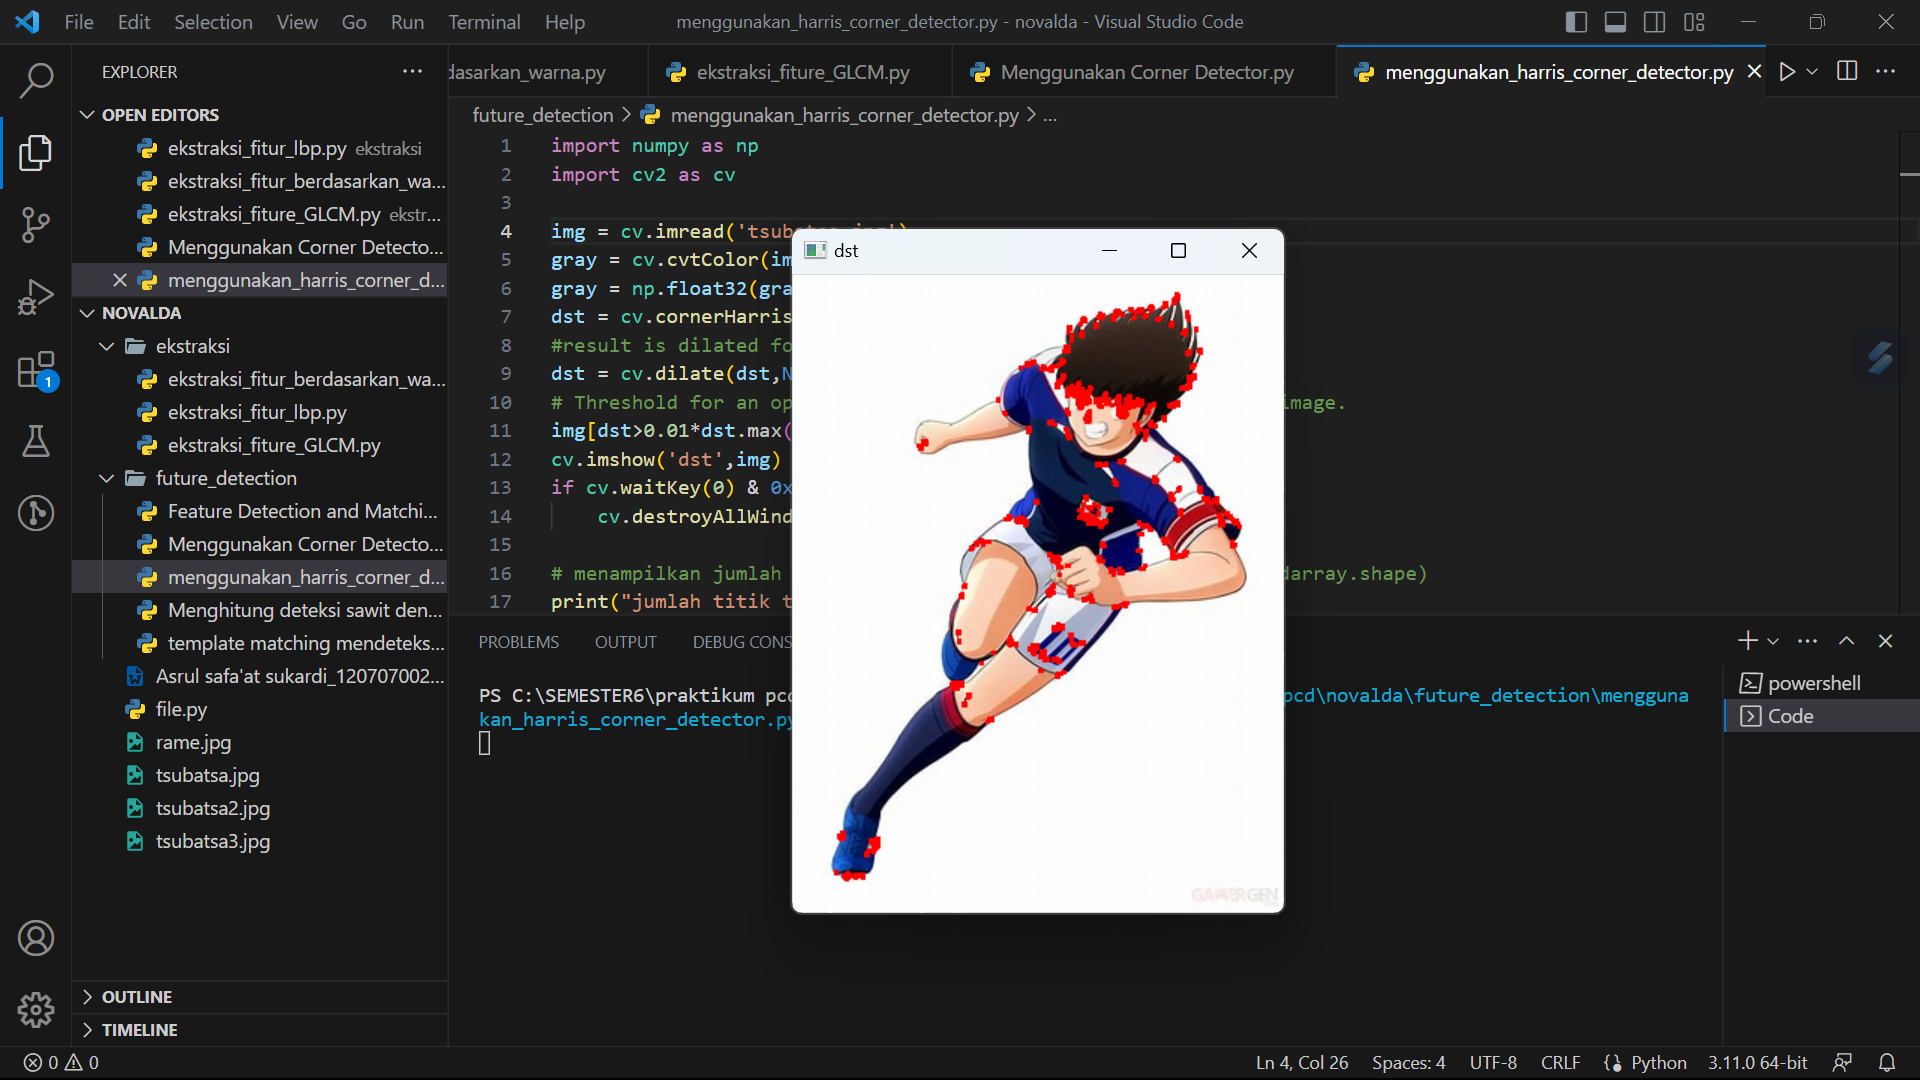 File Edit Selection View Go Run Terminal Help
menggunakan_harris_corner_detector.py - novalda - Visual Studio Code
EXPLORER
OPEN EDITORS
ekstraksi_fitur_lbp.py ekstraksi
ekstraksi_fitur_berdasarkan_wa...
ekstraksi_fiture_GLCM.py ekstr...
Menggunakan Corner Detecto...
menggunakan_harris_corner_d...
NOVALDA
ekstraksi
ekstraksi_fitur_berdasarkan_wa...
ekstraksi_fitur_lbp.py
ekstraksi_fiture_GLCM.py
future_detection
Feature Detection and Matchi...
Menggunakan Corner Detecto...
menggunakan_harris_corner_d...
Menghitung deteksi sawit den...
template matching mendeteks...
Asrul safa'at sukardi_120707002...
file.py
rame.jpg
tsubatsa.jpg
tsubatsa2.jpg
tsubatsa3.jpg
OUTLINE
TIMELINE
1
dasarkan_warna.py
ekstraksi_fiture_GLCM.py
Menggunakan Corner Detector.py
menggunakan_harris_corner_detector.py
future_detection > menggunakan_harris_corner_detector.py > ...
1 import numpy as np
2 import cv2 as cv
3
4 img = cv.imread('tsubatsa.jpg')
5 gray = cv.cvtColor(im
6 gray = np.float32(gra
7 dst = cv.cornerHarris
8 #result is dilated fo
9 dst = cv.dilate(dst,N
10 # Threshold for an op image.
11 img[dst>0.01*dst.max(
12 cv.imshow('dst',img)
13 if cv.waitKey(0) & 0x
14 cv.destroyAllWind
15
16 # menampilkan jumlah darray.shape)
17 print("jumlah titik t
dst
GAMERGEN
PROBLEMS OUTPUT DEBUG CONS
PS C:\SEMESTER6\praktikum pcd pcd\novalda\future_detection\mengguna
kan_harris_corner_detector.py
powershell
Code
0 0
Ln 4, Col 26 Spaces: 4 UTF-8 CRLF Python 3.11.0 64-bit